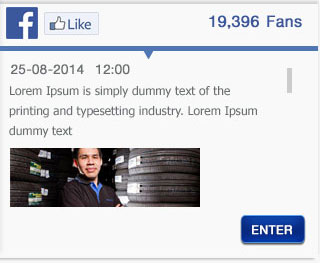 f
Like
19,396 Fans
25-08-2014 12:00
Lorem Ipsum is simply dummy text of the
printing and typesetting industry. Lorem Ipsum
dummy text
ENTER